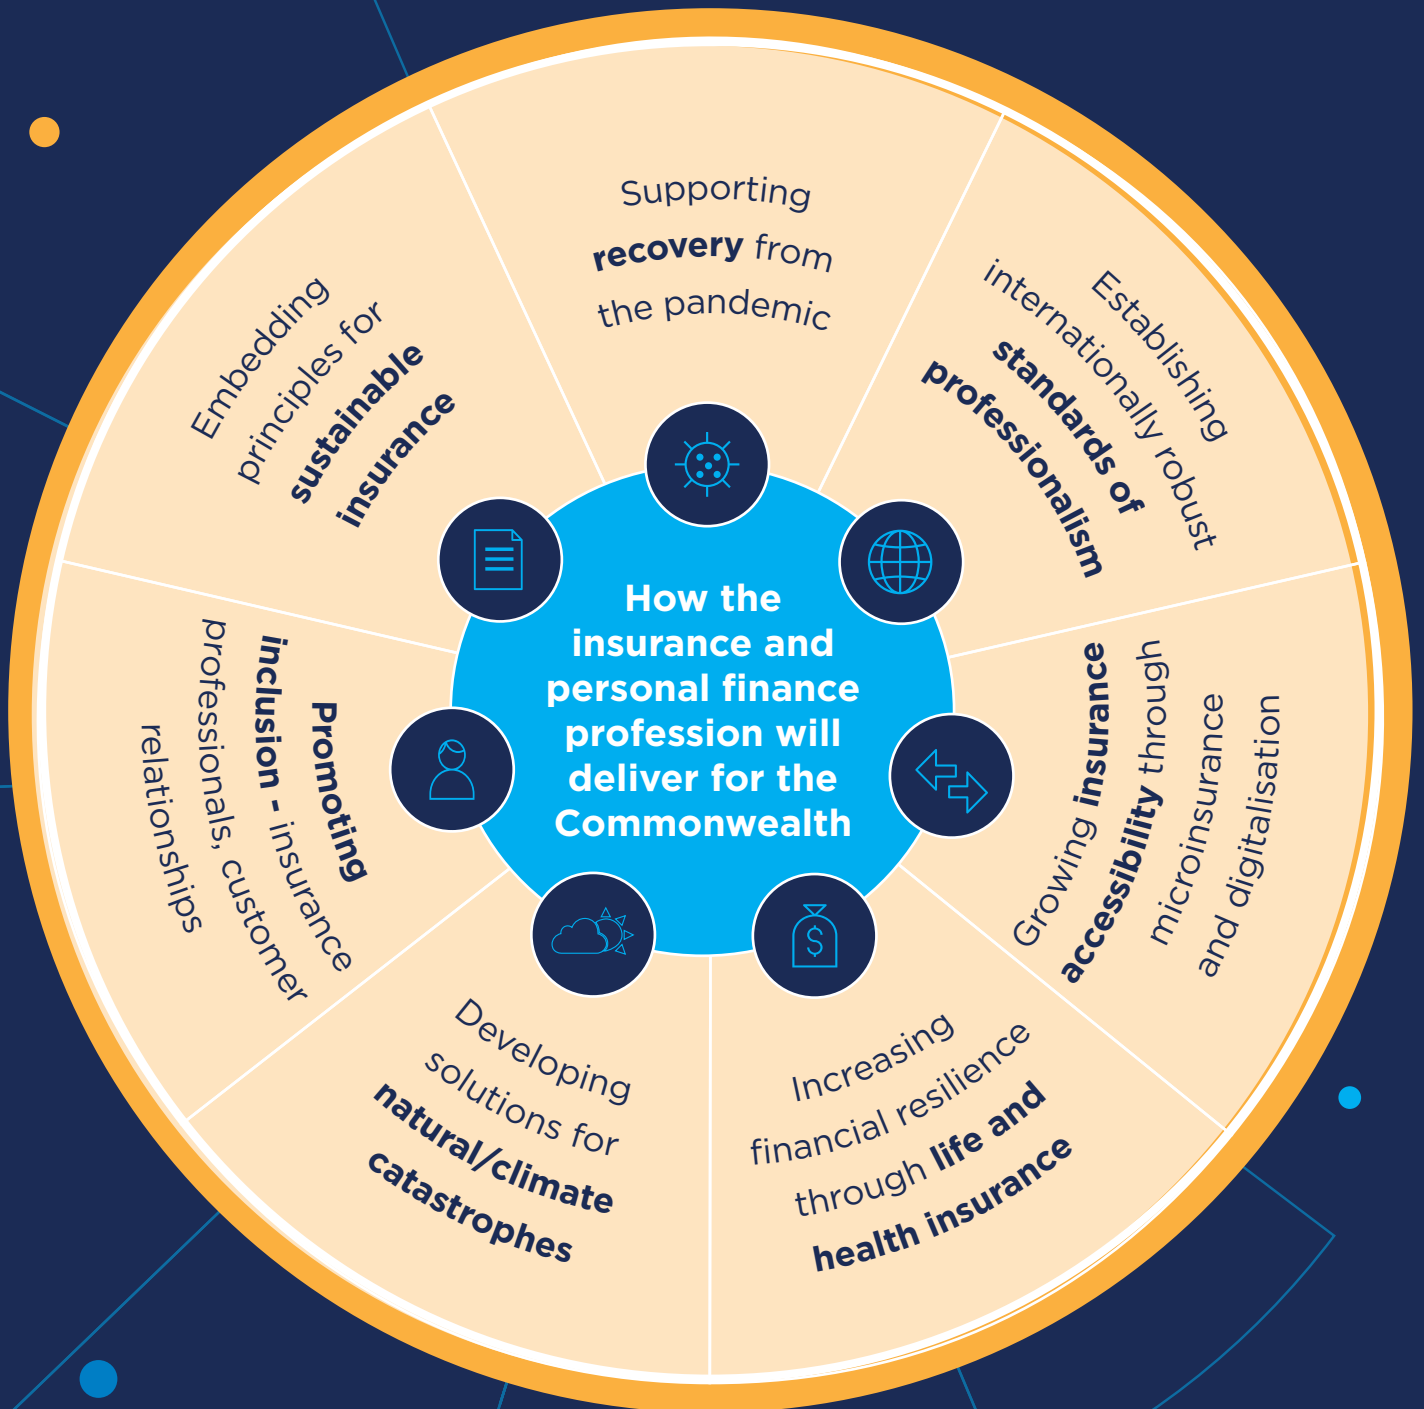 Supporting
recovery from
the pandemic
Establishing
internationally robust
standards of
professionalism
Growing insurance
accessibility through
microinsurance
and digitalisation
Increasing
financial resilience
through life and
health insurance
Developing
solutions for
natural/climate
catastrophes
Promoting
inclusion - insurance
professionals, customer
relationships
Embedding
principles for
sustainable
insurance
How the
insurance and
personal finance
profession will
deliver for the
Commonwealth
$